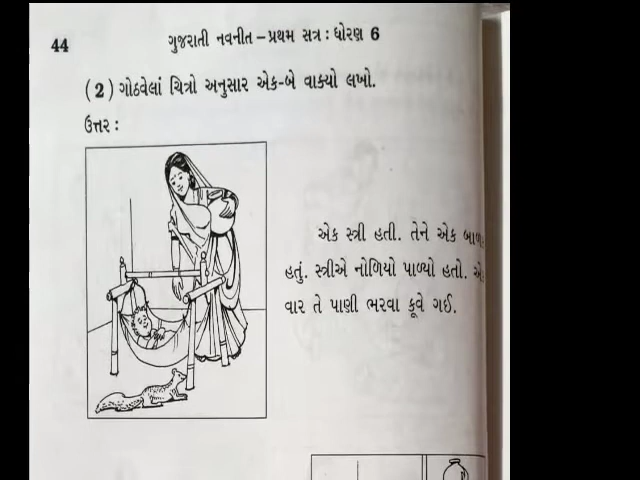 44
ગુજરાતી નવનીત – પ્રથમ સત્ર : ધોરણ 6
(2) ગોઠવેલાં ચિત્રો અનુસાર એક-બે વાક્યો લખો.
ઉત્તર :
એક સ્ત્રી હતી. તેને એક
હતું. સ્ત્રીએ નોળિયો પાળ્યો હતો.
વાર તે પાણી ભરવા કૂવે ગઈ.